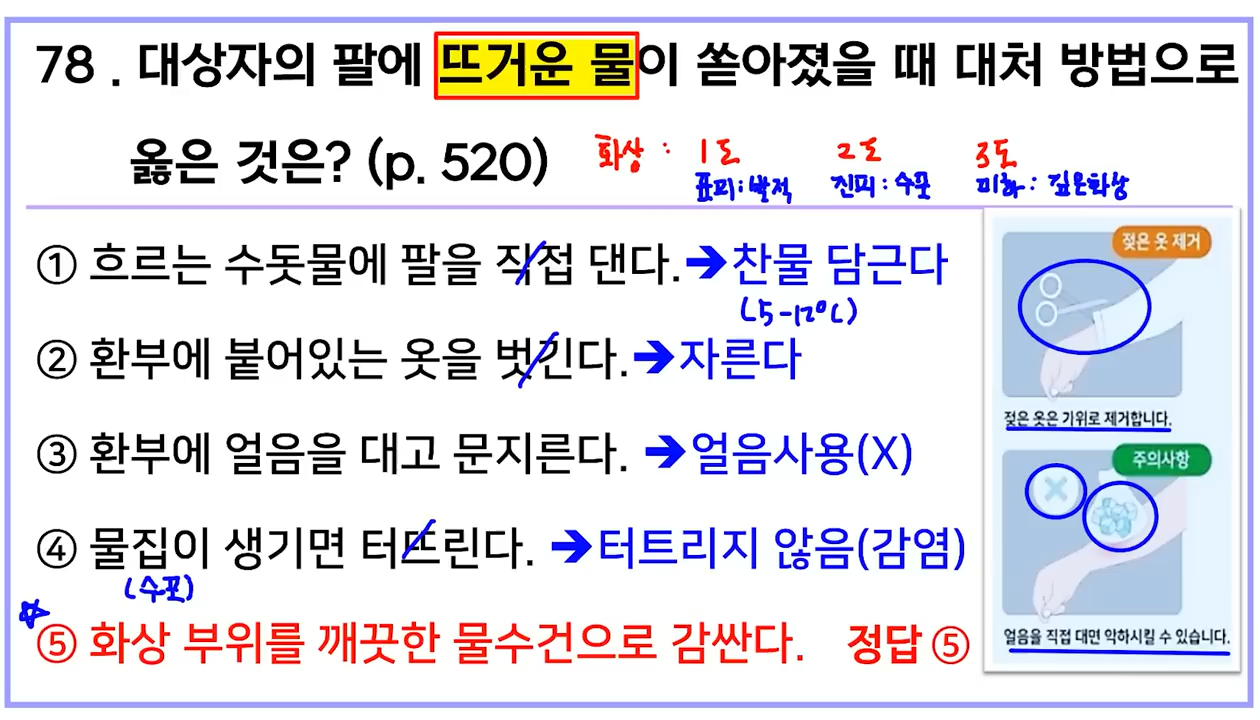 78 . 대상자의 팔에 뜨거운 물이 쏟아졌을 때 대처 방법으로
옳은 것은? (p. 520)
화상 : 1도 2도 3도
표피:발적 진피:수포 피하:깊은화상
① 흐르는 수돗물에 팔을 직접 댄다.➔찬물 담근다
(5-12℃)
② 환부에 붙어있는 옷을 벗긴다.➔자른다
③ 환부에 얼음을 대고 문지른다. ➔얼음사용(X)
④ 물집이 생기면 터뜨린다. ➔터트리지 않음(감염)
(수포)
⑤ 화상 부위를 깨끗한 물수건으로 감싼다. 정답 ⑤
젖은 옷 제거
젖은 옷은 가위로 제거합니다.
주의사항
얼음을 직접 대면 악하시킬 수 있습니다.